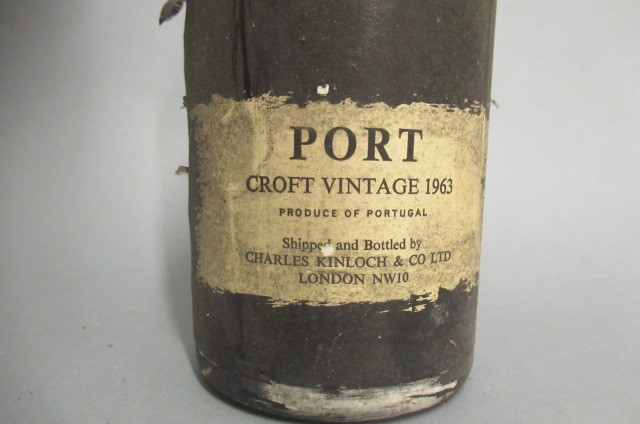 PORT
CROFT VINTAGE 1963
PRODUCE OF PORTUGAL
Shipped and Bottled by
CHARLES KINLOCH & CO LTD
LONDON NW10